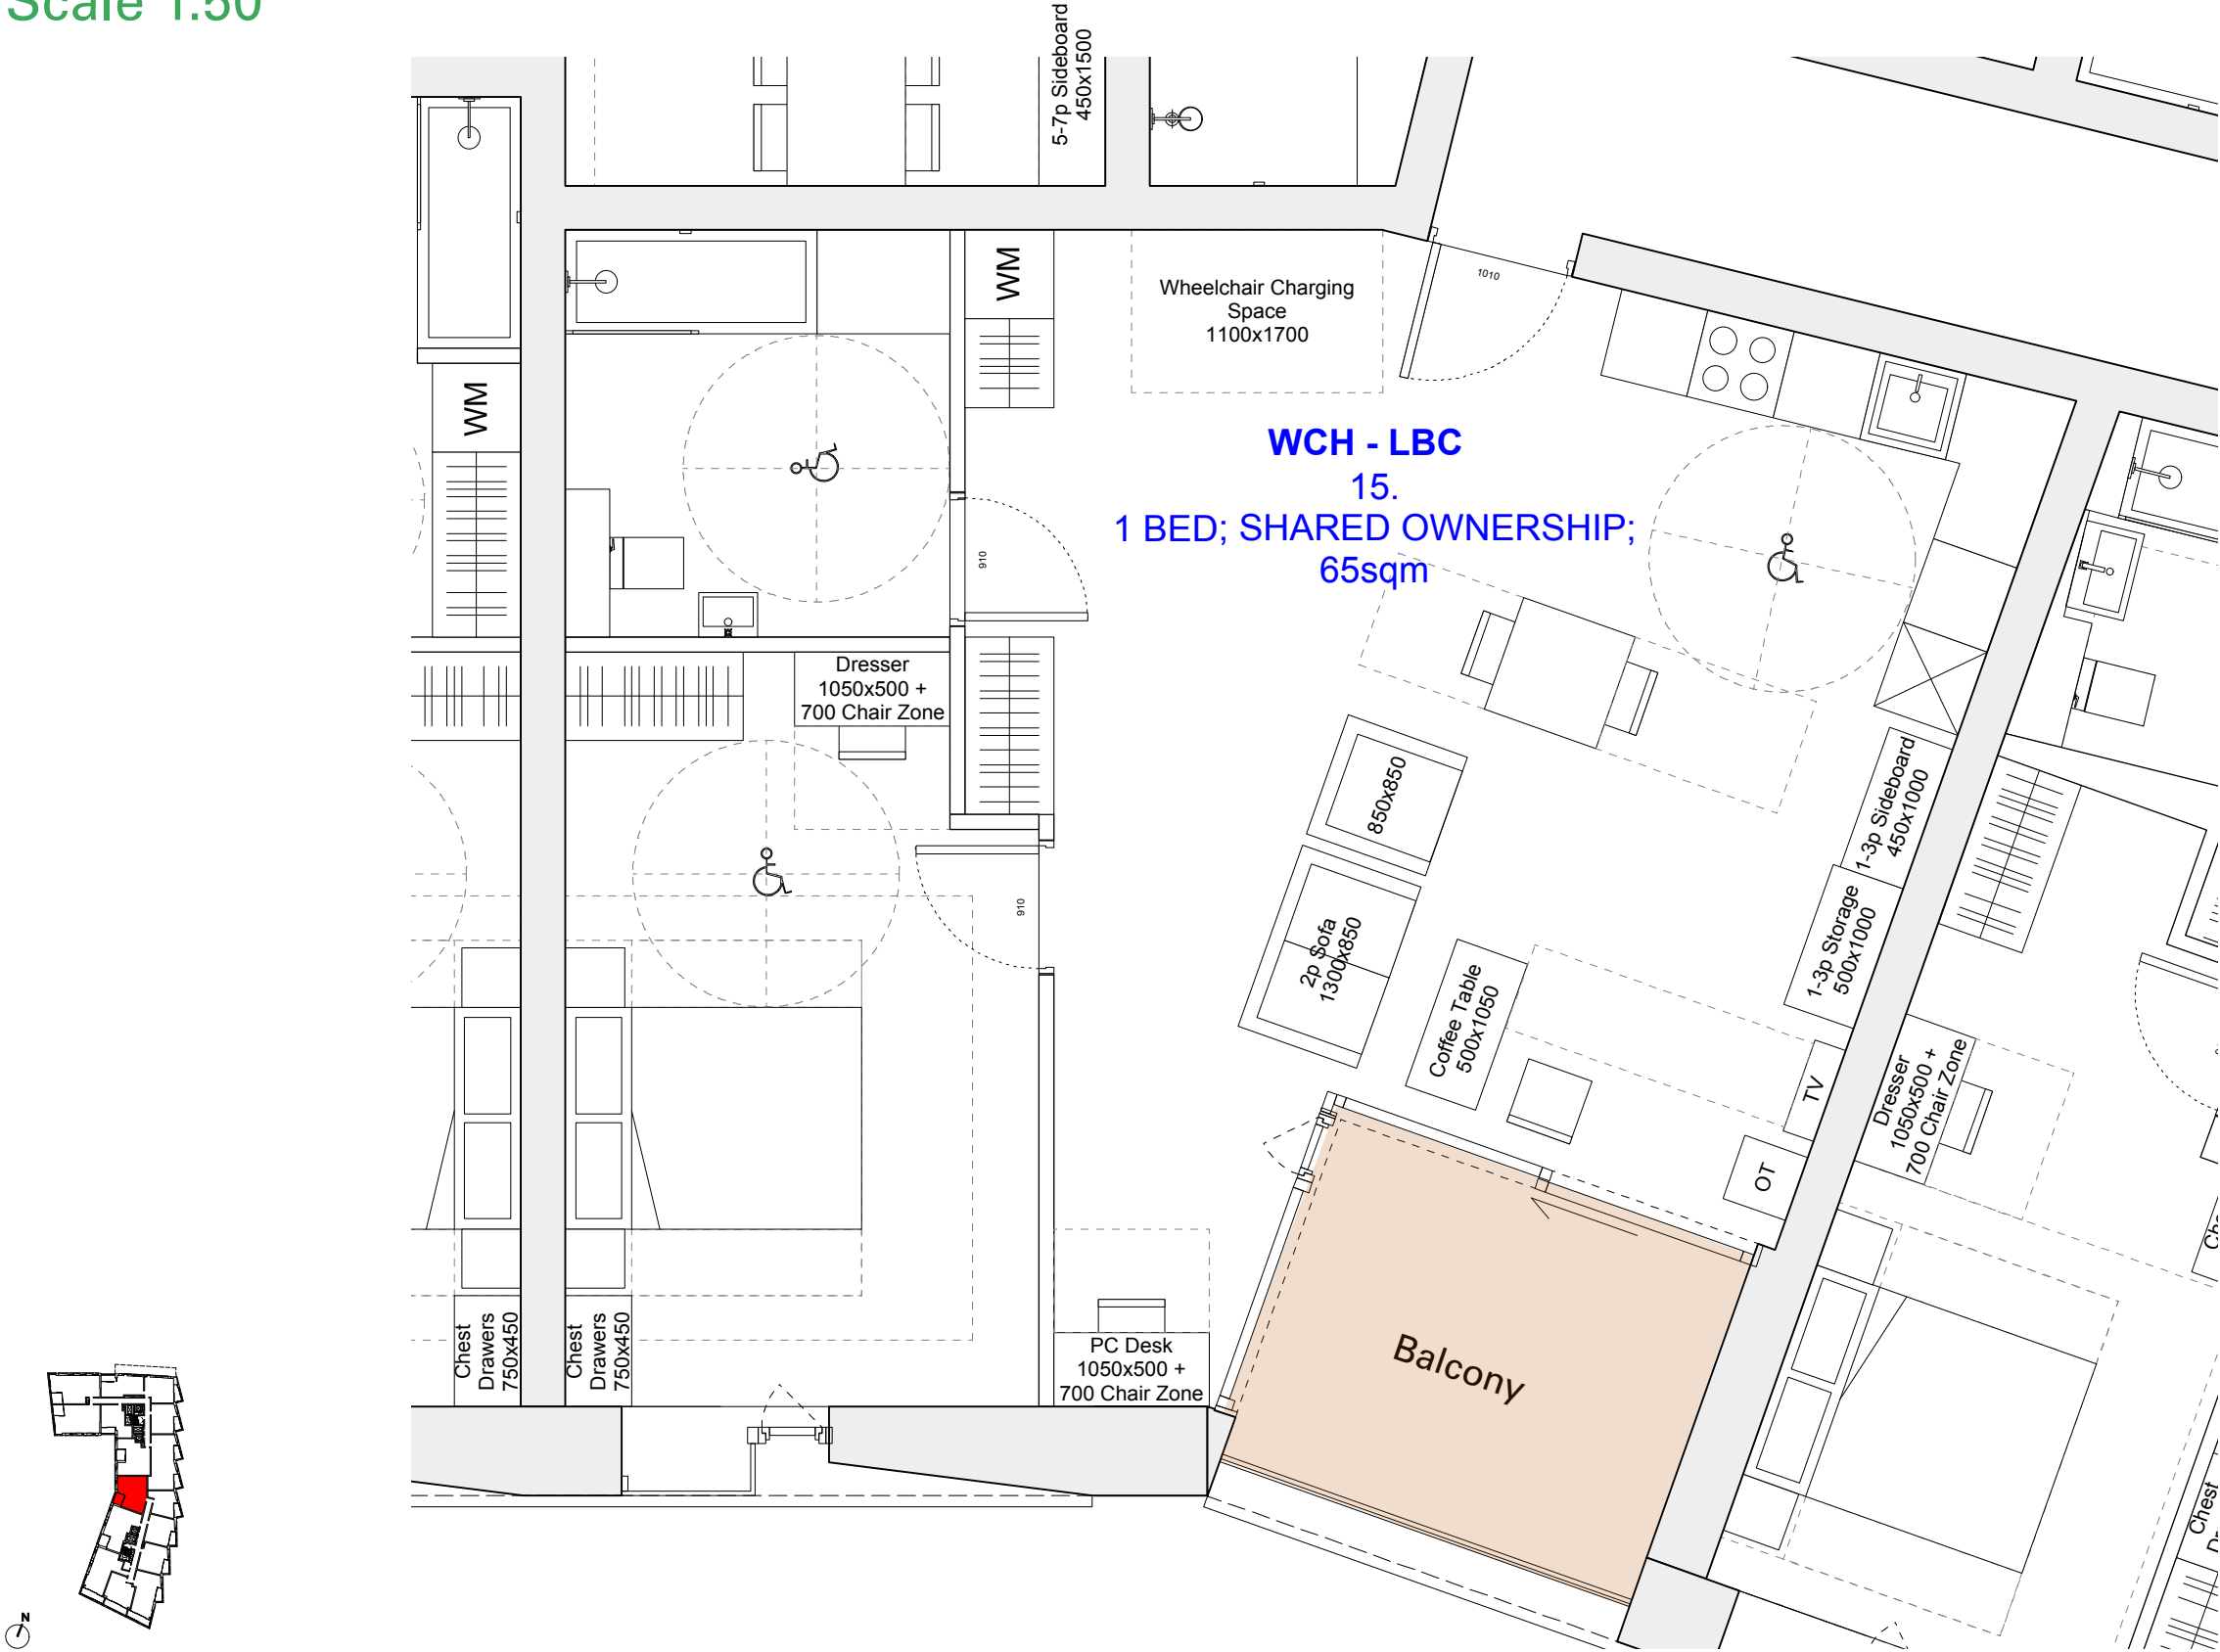 Scale 1:50
5-7p Sideboard
450x1500
WM
WM
Wheelchair Charging
Space
1100x1700
1010
WCH - LBC
15.
1 BED; SHARED OWNERSHIP;
65sqm
910
Dresser
1050x500 +
700 Chair Zone
910
850x850
2p Sofa
1300x850
Coffee Table
500x1050
1-3p Sideboard
450x1000
1-3p Storage
500x1000
TV
OT
Dresser
1050x500 +
700 Chair Zone
Chest
Drawers
750x450
Chest
Drawers
750x450
PC Desk
1050x500 +
700 Chair Zone
Balcony
Chest
N